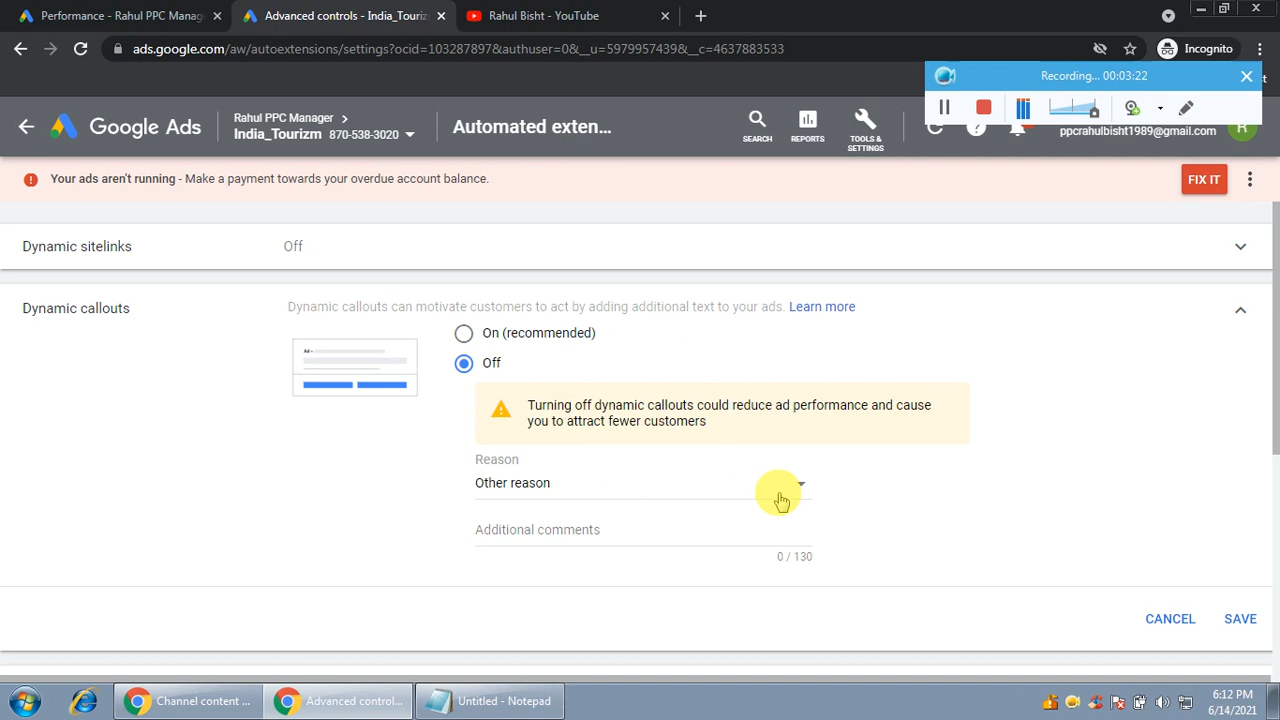 Performance - Rahul PPC Manag
Advanced controls - India_Touriz
Rahul Bisht - YouTube
ads.google.com/aw/autoextensions/settings?ocid=103287897&authuser=0&__u=5979957439&__c=4637883533
Incognito
Recording... 00:03:22
Google Ads
Rahul PPC Manager
India_Tourizm 870-538-3020
Automated exten...
SEARCH
REPORTS
TOOLS & SETTINGS
ppcrahulbisht1989@gmail.com
R
Your ads aren't running - Make a payment towards your overdue account balance.
FIX IT
Dynamic sitelinks
Off
Dynamic callouts
Dynamic callouts can motivate customers to act by adding additional text to your ads. Learn more
On (recommended)
Off
Ad
Turning off dynamic callouts could reduce ad performance and cause
you to attract fewer customers
Reason
Other reason
Additional comments
0 / 130
CANCEL
SAVE
Channel content ...
Advanced control...
Untitled - Notepad
6:12 PM
6/14/2021